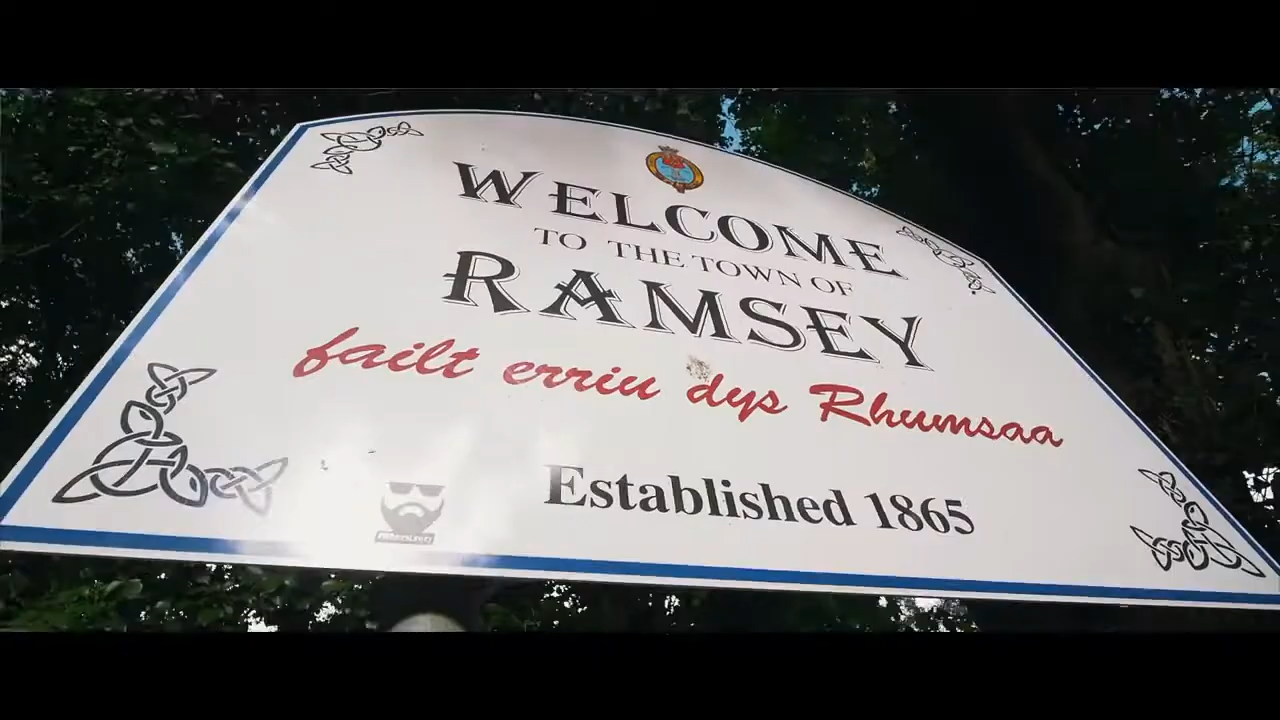 WELCOME
TO THE TOWN OF
RAMSEY
failt erriu dys Rhumsaa
Established 1865